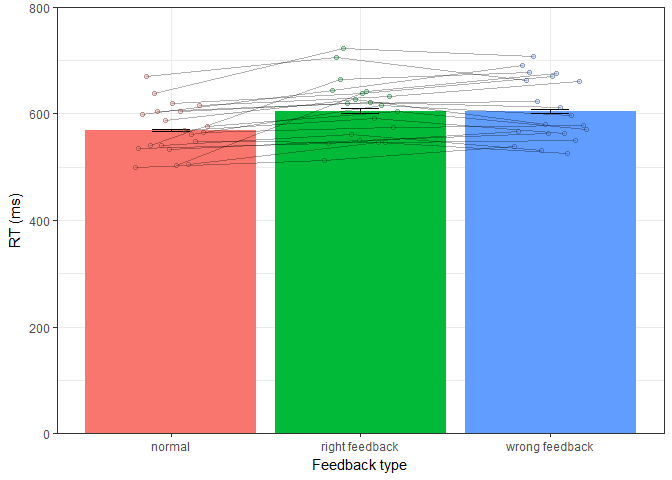 800
600
400
200
0
RT (ms)
normal
right feedback
wrong feedback
Feedback type